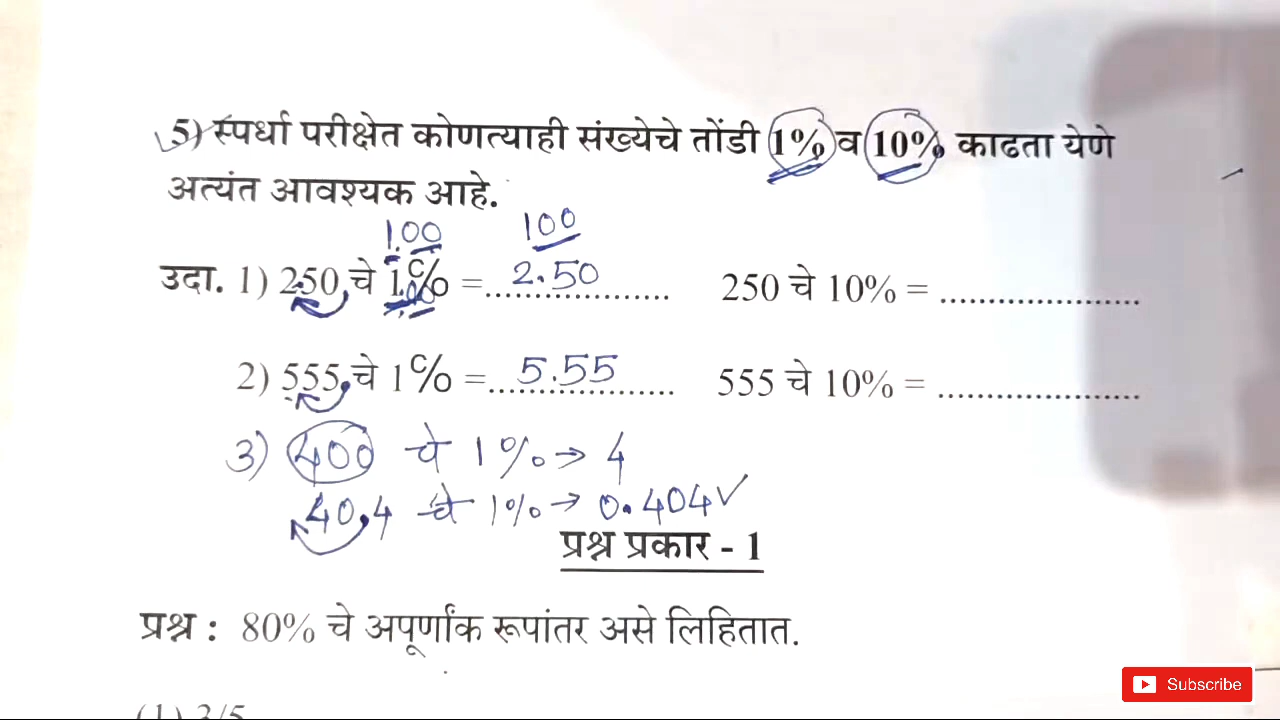 5) स्पर्धा परीक्षेत कोणत्याही संख्येचे तोंडी 1% व 10% काढता येणे
अत्यंत आवश्यक आहे.
1.00 100
उदा. 1) 250 चे 1% = 2.50 250 चे 10% = ....................
2) 555 चे 1% = 5.55 555 चे 10% = ....................
3) 400 चे 1% → 4
40.4 चे 1% → 0.404 ✓
प्रश्न प्रकार - 1
प्रश्न : 80% चे अपूर्णांक रूपांतर असे लिहितात.
Subscribe